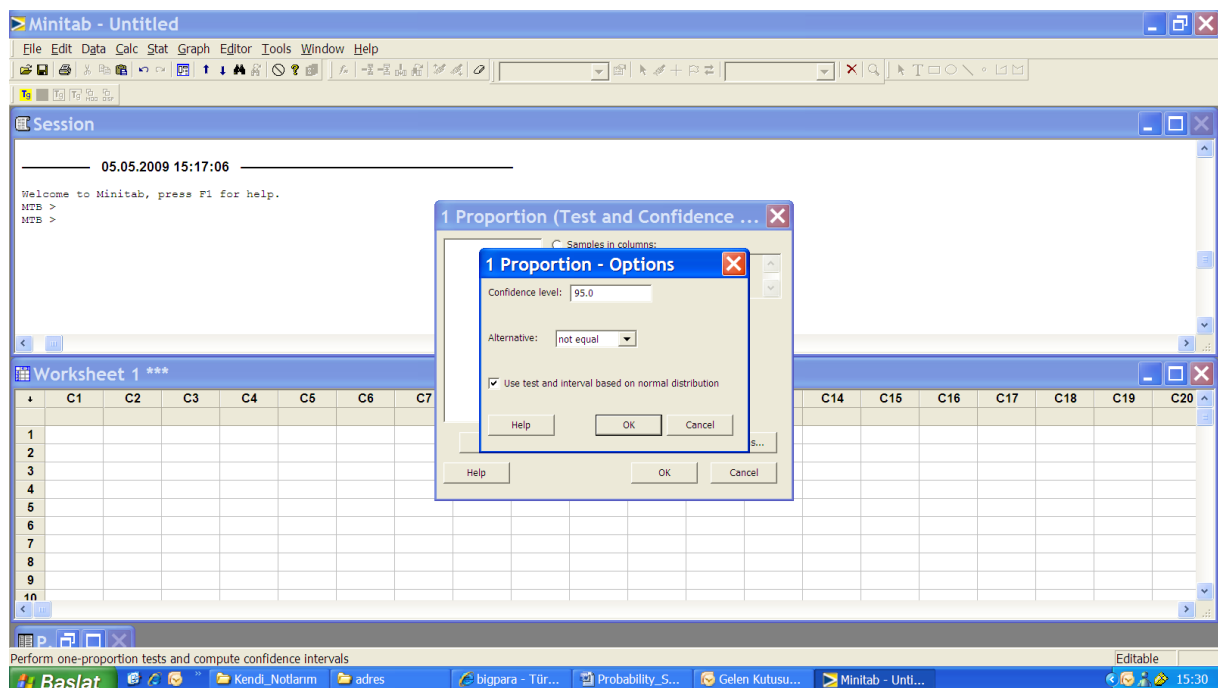 Minitab - Untitled
File Edit Data Calc Stat Graph Editor Tools Window Help
Session
05.05.2009 15:17:06
Welcome to Minitab, press F1 for help.
MTB >
MTB >
1 Proportion (Test and Confidence ...
Samples in columns:
1 Proportion - Options
Confidence level: 95.0
Alternative: not equal
Use test and interval based on normal distribution
Help OK Cancel
s...
Help OK Cancel
Worksheet 1 ***
C1 C2 C3 C4 C5 C6 C7 C14 C15 C16 C17 C18 C19 C20
1
2
3
4
5
6
7
8
9
10
P.
Perform one-proportion tests and compute confidence intervals Editable
Başlat Kendi_Notlarım adres bigpara - Tür... Probability_S... Gelen Kutusu... Minitab - Unti... 15:30